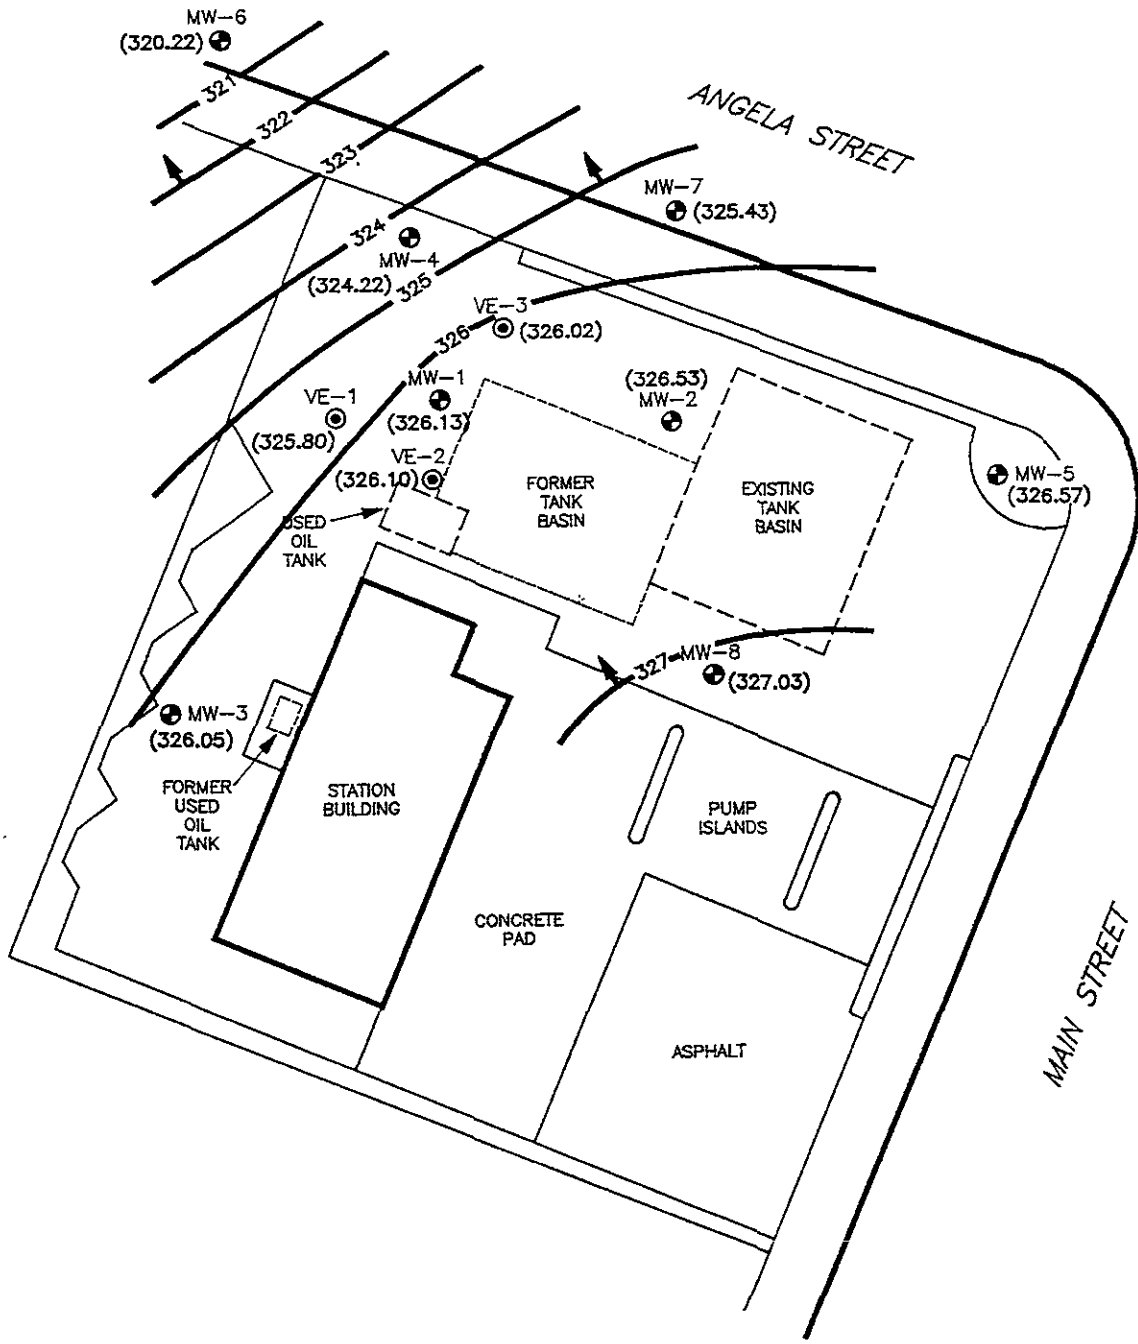 MW-6
(320.22)
321
322
323
324
325
326
327
ANGELA STREET
MW-7
(325.43)
MW-4
(324.22)
VE-3
(326.02)
MW-1
(326.13)
VE-1
(325.80)
VE-2
(326.10)
(326.53)
MW-2
MW-5
(326.57)
FORMER
TANK
BASIN
EXISTING
TANK
BASIN
USED
OIL
TANK
MW-8
(327.03)
MW-3
(326.05)
FORMER
USED
OIL
TANK
STATION
BUILDING
PUMP
ISLANDS
CONCRETE
PAD
ASPHALT
MAIN STREET